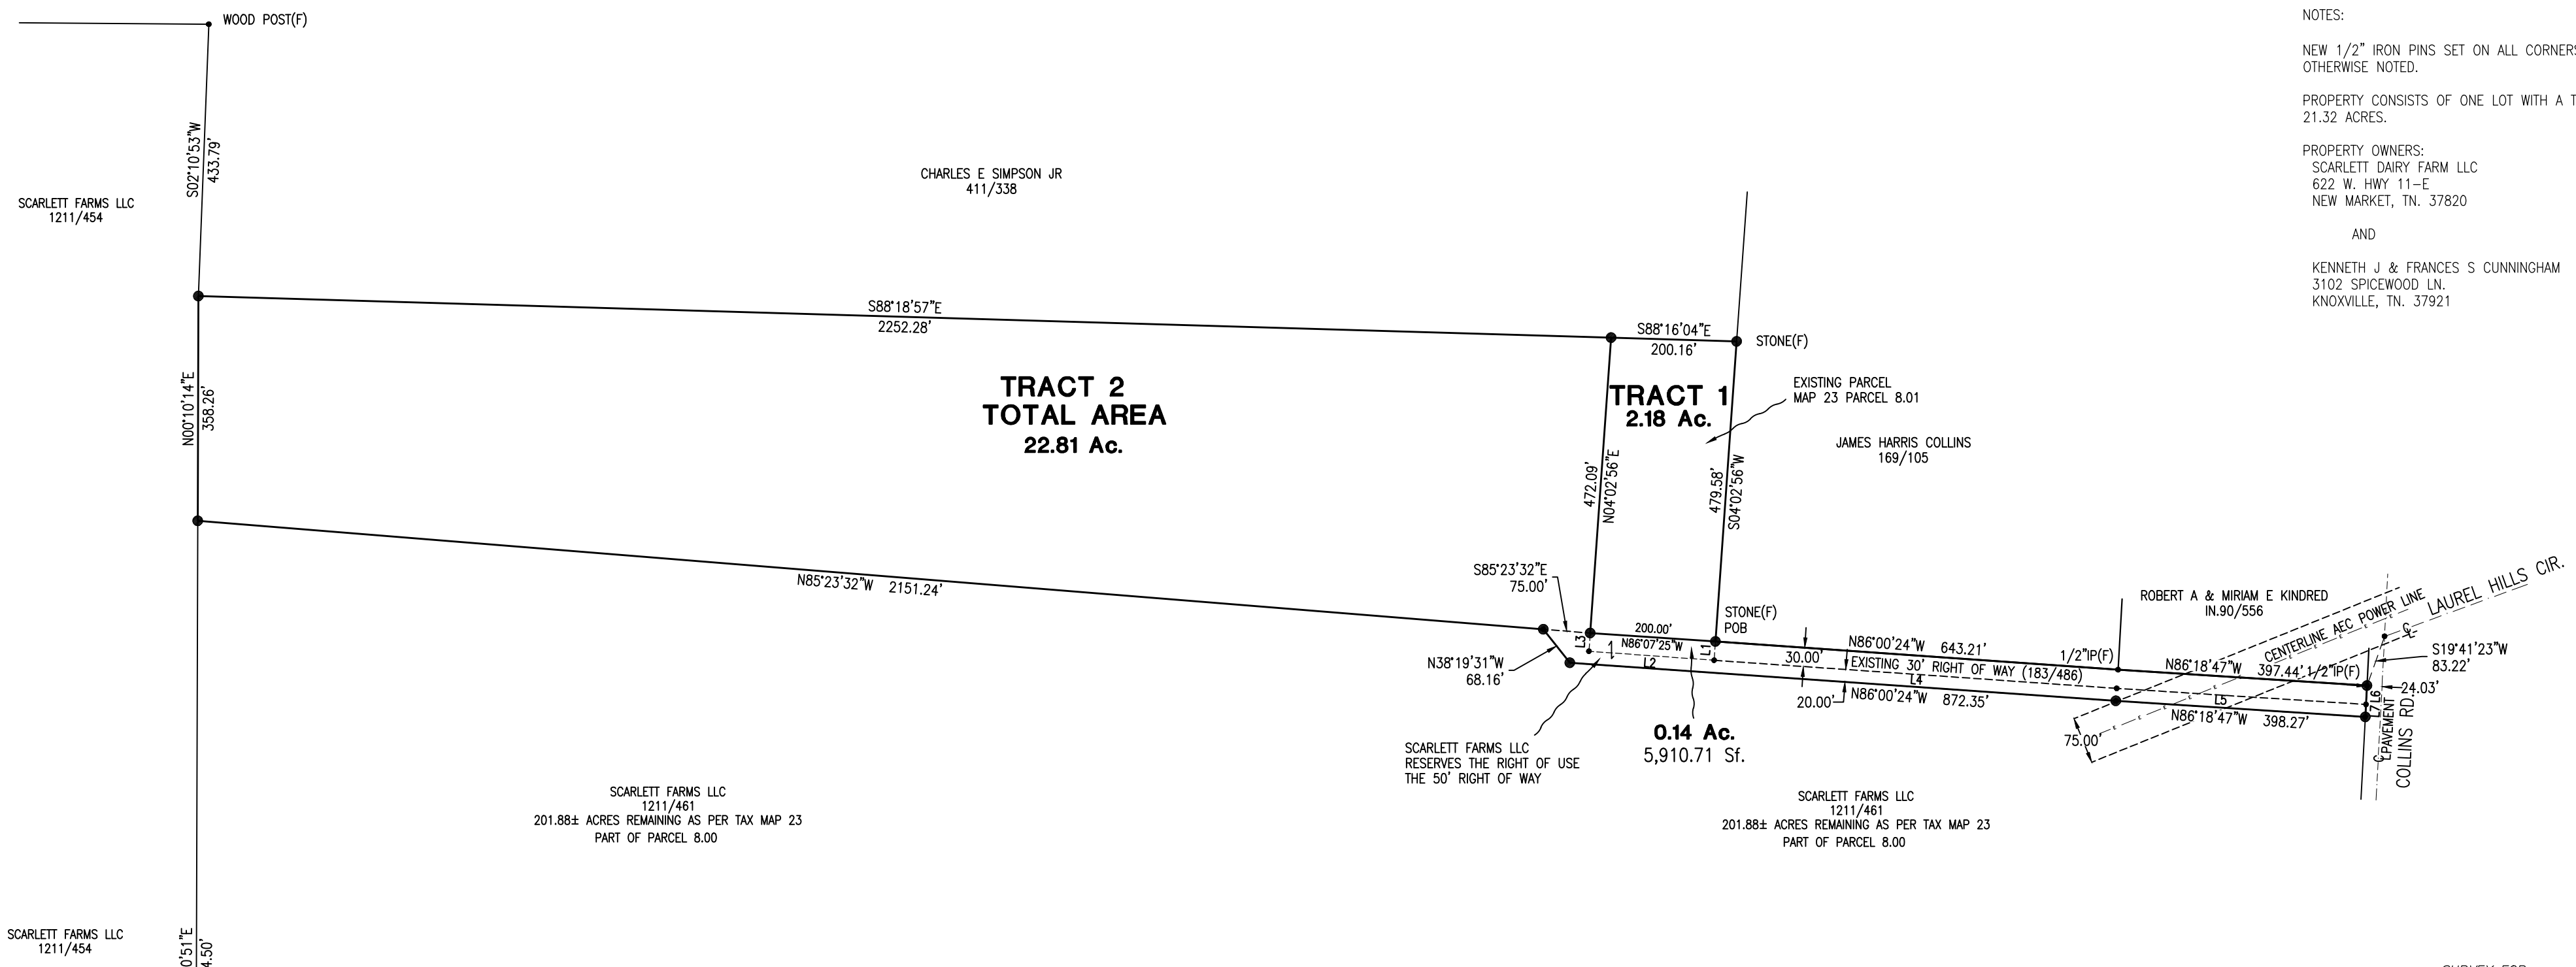 WOOD POST(F)
S02°10'53"W
433.79'
SCARLETT FARMS LLC
1211/454
CHARLES E SIMPSON JR
411/338
NOTES:
NEW 1/2" IRON PINS SET ON ALL CORNERS
OTHERWISE NOTED.
PROPERTY CONSISTS OF ONE LOT WITH A T
21.32 ACRES.
PROPERTY OWNERS:
SCARLETT DAIRY FARM LLC
622 W. HWY 11-E
NEW MARKET, TN. 37820
AND
KENNETH J & FRANCES S CUNNINGHAM
3102 SPICEWOOD LN.
KNOXVILLE, TN. 37921
S88°18'57"E
2252.28'
S88°16'04"E
200.16'
STONE(F)
N00°10'14"E
358.26'
TRACT 2
TOTAL AREA
22.81 Ac.
TRACT 1
2.18 Ac.
EXISTING PARCEL
MAP 23 PARCEL 8.01
JAMES HARRIS COLLINS
169/105
472.09'
N04°02'56"E
479.58'
S04°02'56"W
N85°23'32"W 2151.24'
S85°23'32"E
75.00'
N38°19'31"W
68.16'
L3
200.00'
N86°07'25"W
L1
L2
STONE(F)
POB
N86°00'24"W 643.21'
30.00'
EXISTING 30' RIGHT OF WAY (183/486)
L4
20.00'
N86°00'24"W 872.35'
1/2"IP(F)
ROBERT A & MIRIAM E KINDRED
IN.90/556
CENTERLINE AEC POWER LINE
LAUREL HILLS CIR.
CL
N86°18'47"W
397.44'
1/2"IP(F)
S19°41'23"W
83.22'
24.03'
L5
L6
L7
N86°18'47"W 398.27'
75.00'
CL PAVEMENT
COLLINS RD.
SCARLETT FARMS LLC
RESERVES THE RIGHT OF USE
THE 50' RIGHT OF WAY
0.14 Ac.
5,910.71 Sf.
SCARLETT FARMS LLC
1211/461
201.88± ACRES REMAINING AS PER TAX MAP 23
PART OF PARCEL 8.00
SCARLETT FARMS LLC
1211/461
201.88± ACRES REMAINING AS PER TAX MAP 23
PART OF PARCEL 8.00
SCARLETT FARMS LLC
1211/454
0'51"E
4.50'